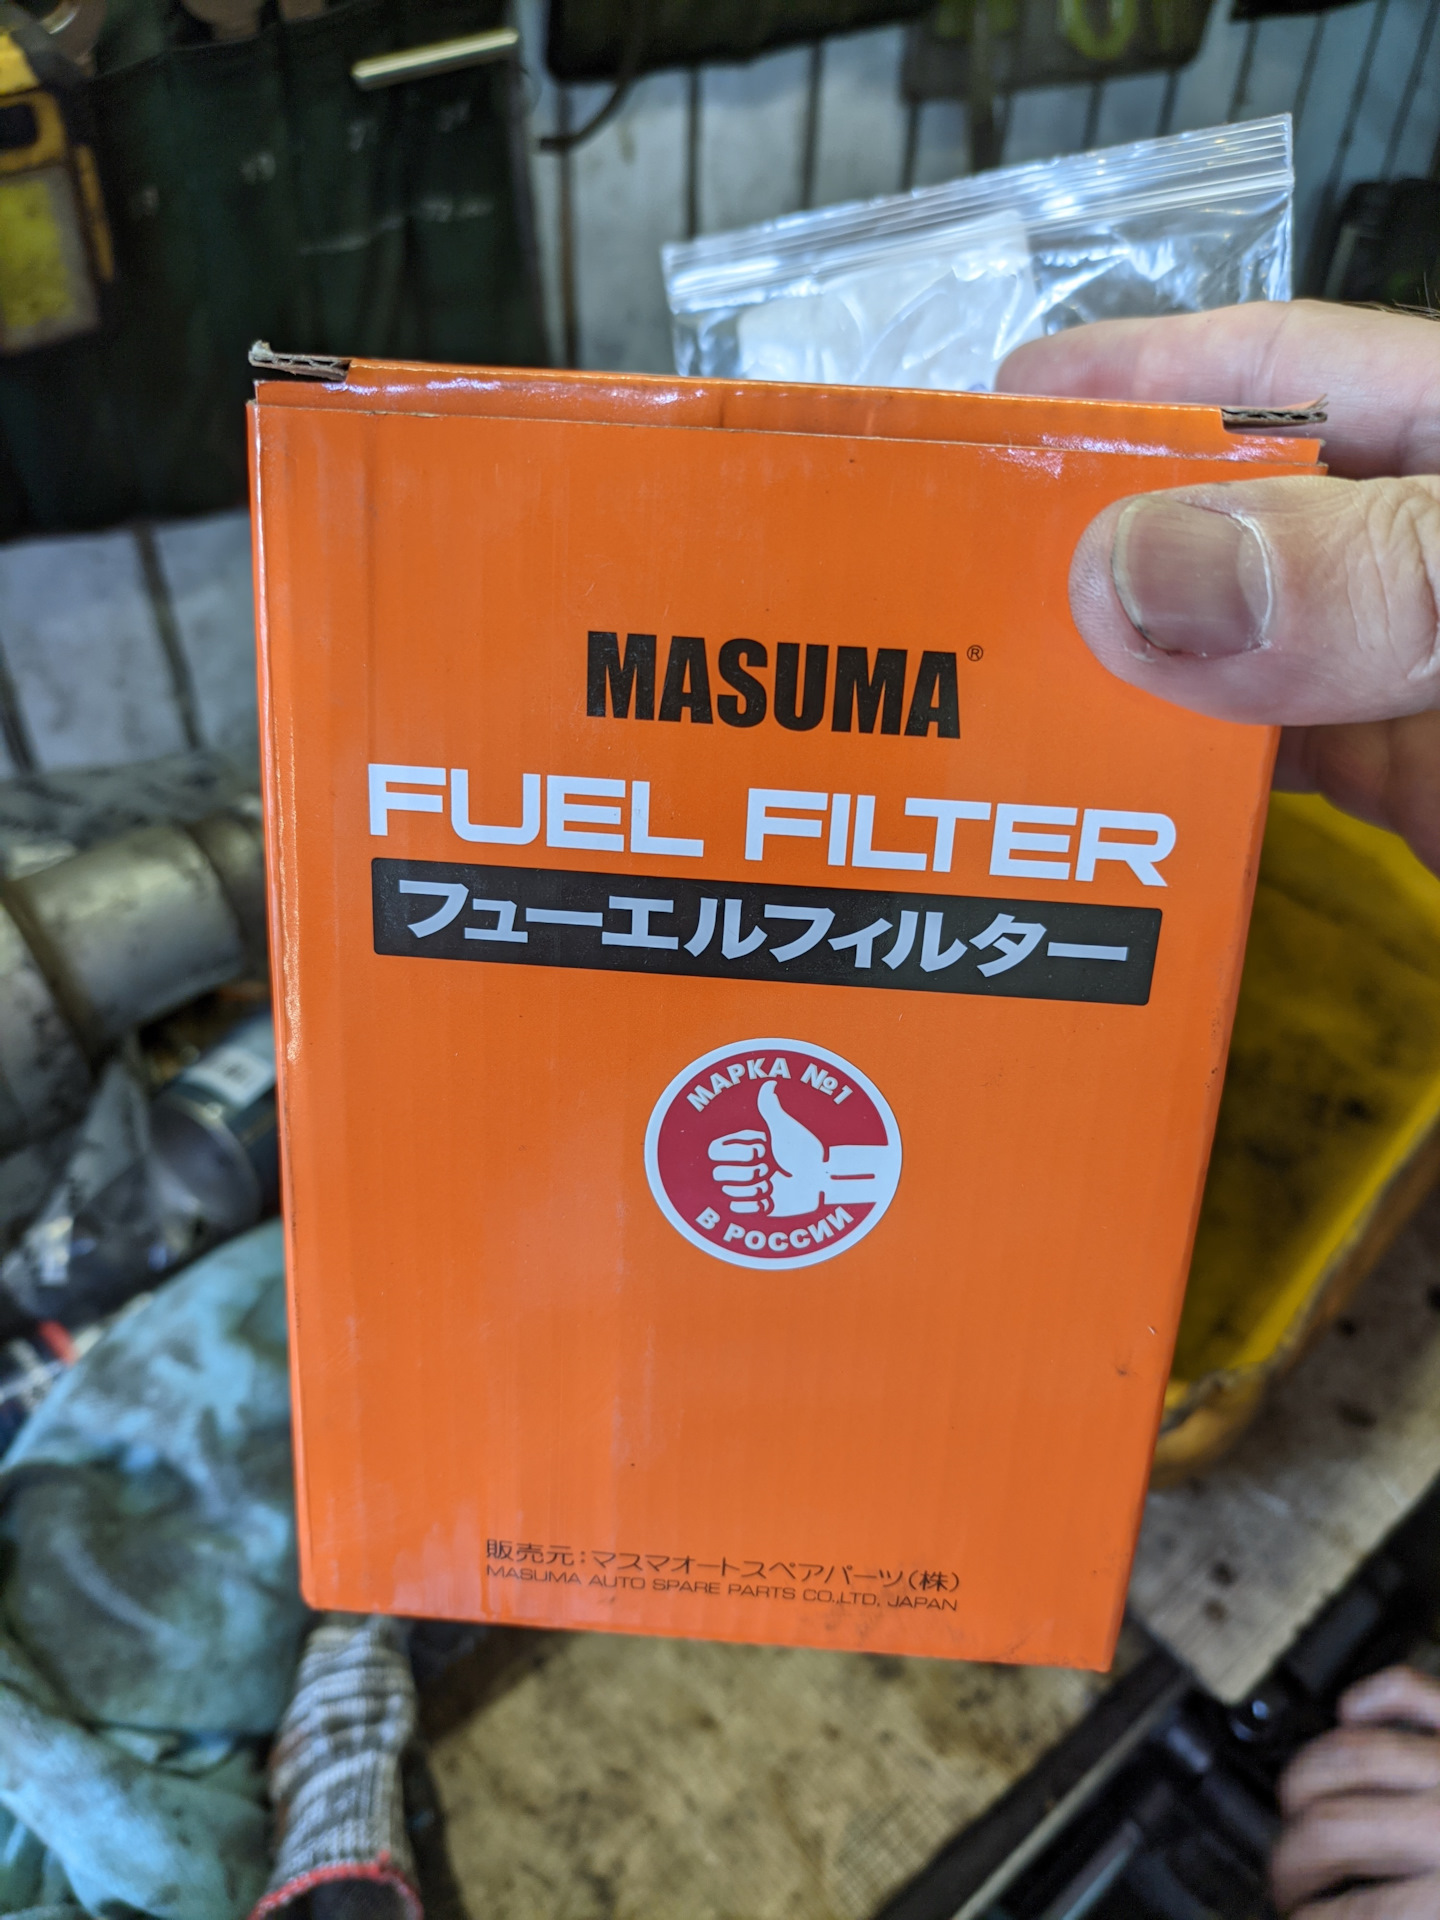 MASUMA®
FUEL FILTER
フューエルフィルター
МАРКА №1
В РОССИИ
販売元:マスマオートスペアパーツ(株)
MASUMA AUTO SPARE PARTS CO.,LTD. JAPAN